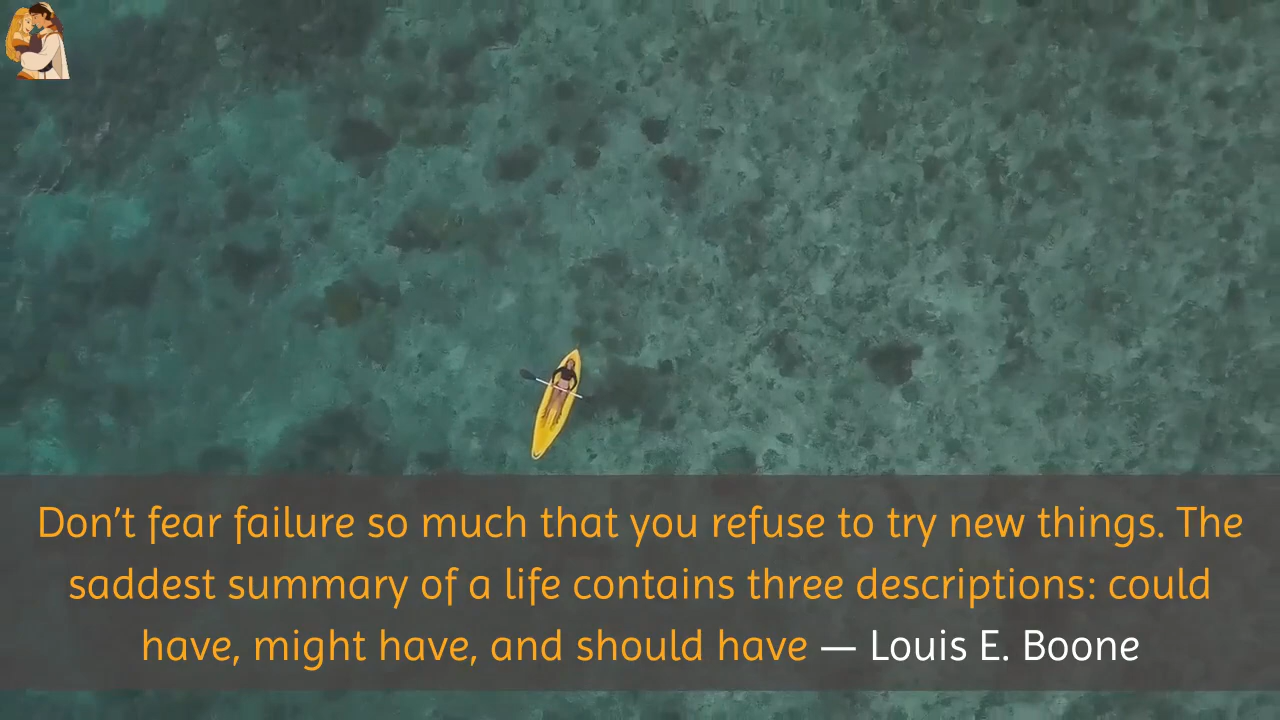 Don’t fear failure so much that you refuse to try new things. The
saddest summary of a life contains three descriptions: could
have, might have, and should have — Louis E. Boone